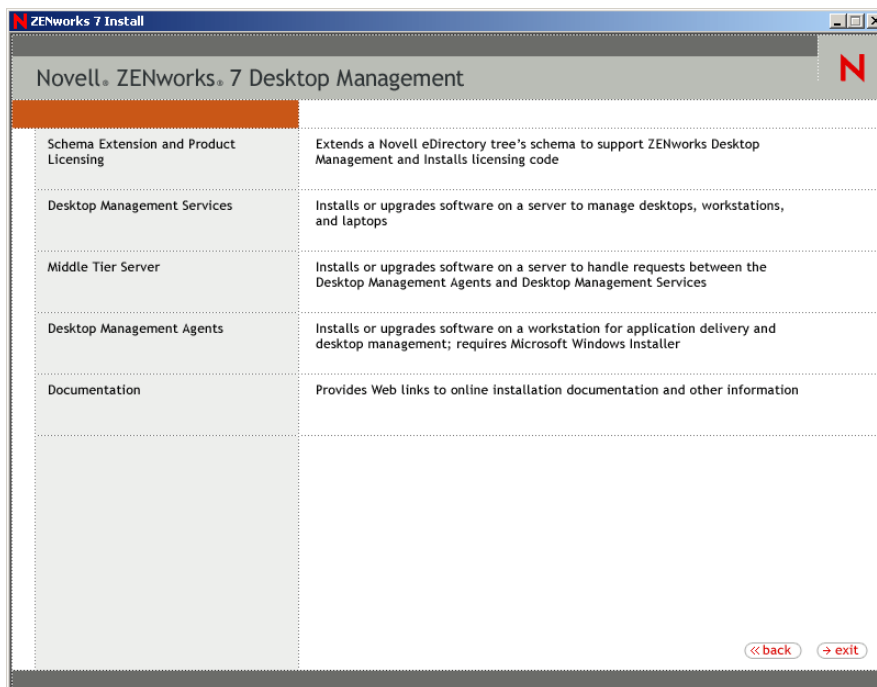 ZENworks 7 Install
Novell® ZENworks® 7 Desktop Management
N
Schema Extension and Product
Licensing
Extends a Novell eDirectory tree's schema to support ZENworks Desktop
Management and Installs licensing code
Desktop Management Services
Installs or upgrades software on a server to manage desktops, workstations,
and laptops
Middle Tier Server
Installs or upgrades software on a server to handle requests between the
Desktop Management Agents and Desktop Management Services
Desktop Management Agents
Installs or upgrades software on a workstation for application delivery and
desktop management; requires Microsoft Windows Installer
Documentation
Provides Web links to online installation documentation and other information
back
exit